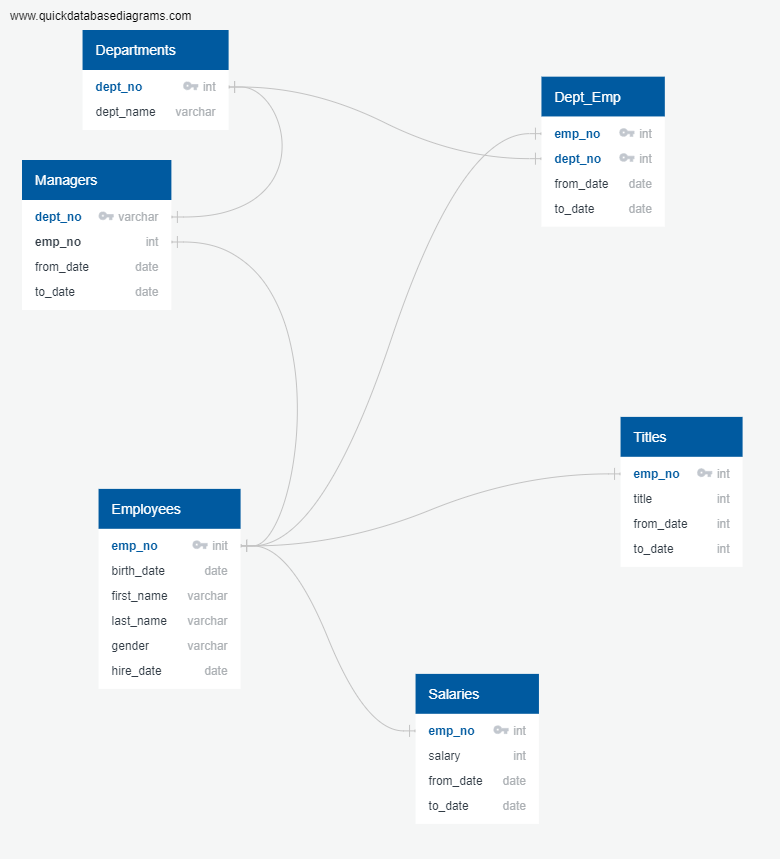 www.quickdatabasediagrams.com
Departments
dept_no int
dept_name varchar
Managers
dept_no varchar
emp_no int
from_date date
to_date date
Dept_Emp
emp_no int
dept_no int
from_date date
to_date date
Titles
emp_no int
title int
from_date int
to_date int
Employees
emp_no init
birth_date date
first_name varchar
last_name varchar
gender varchar
hire_date date
Salaries
emp_no int
salary int
from_date date
to_date date